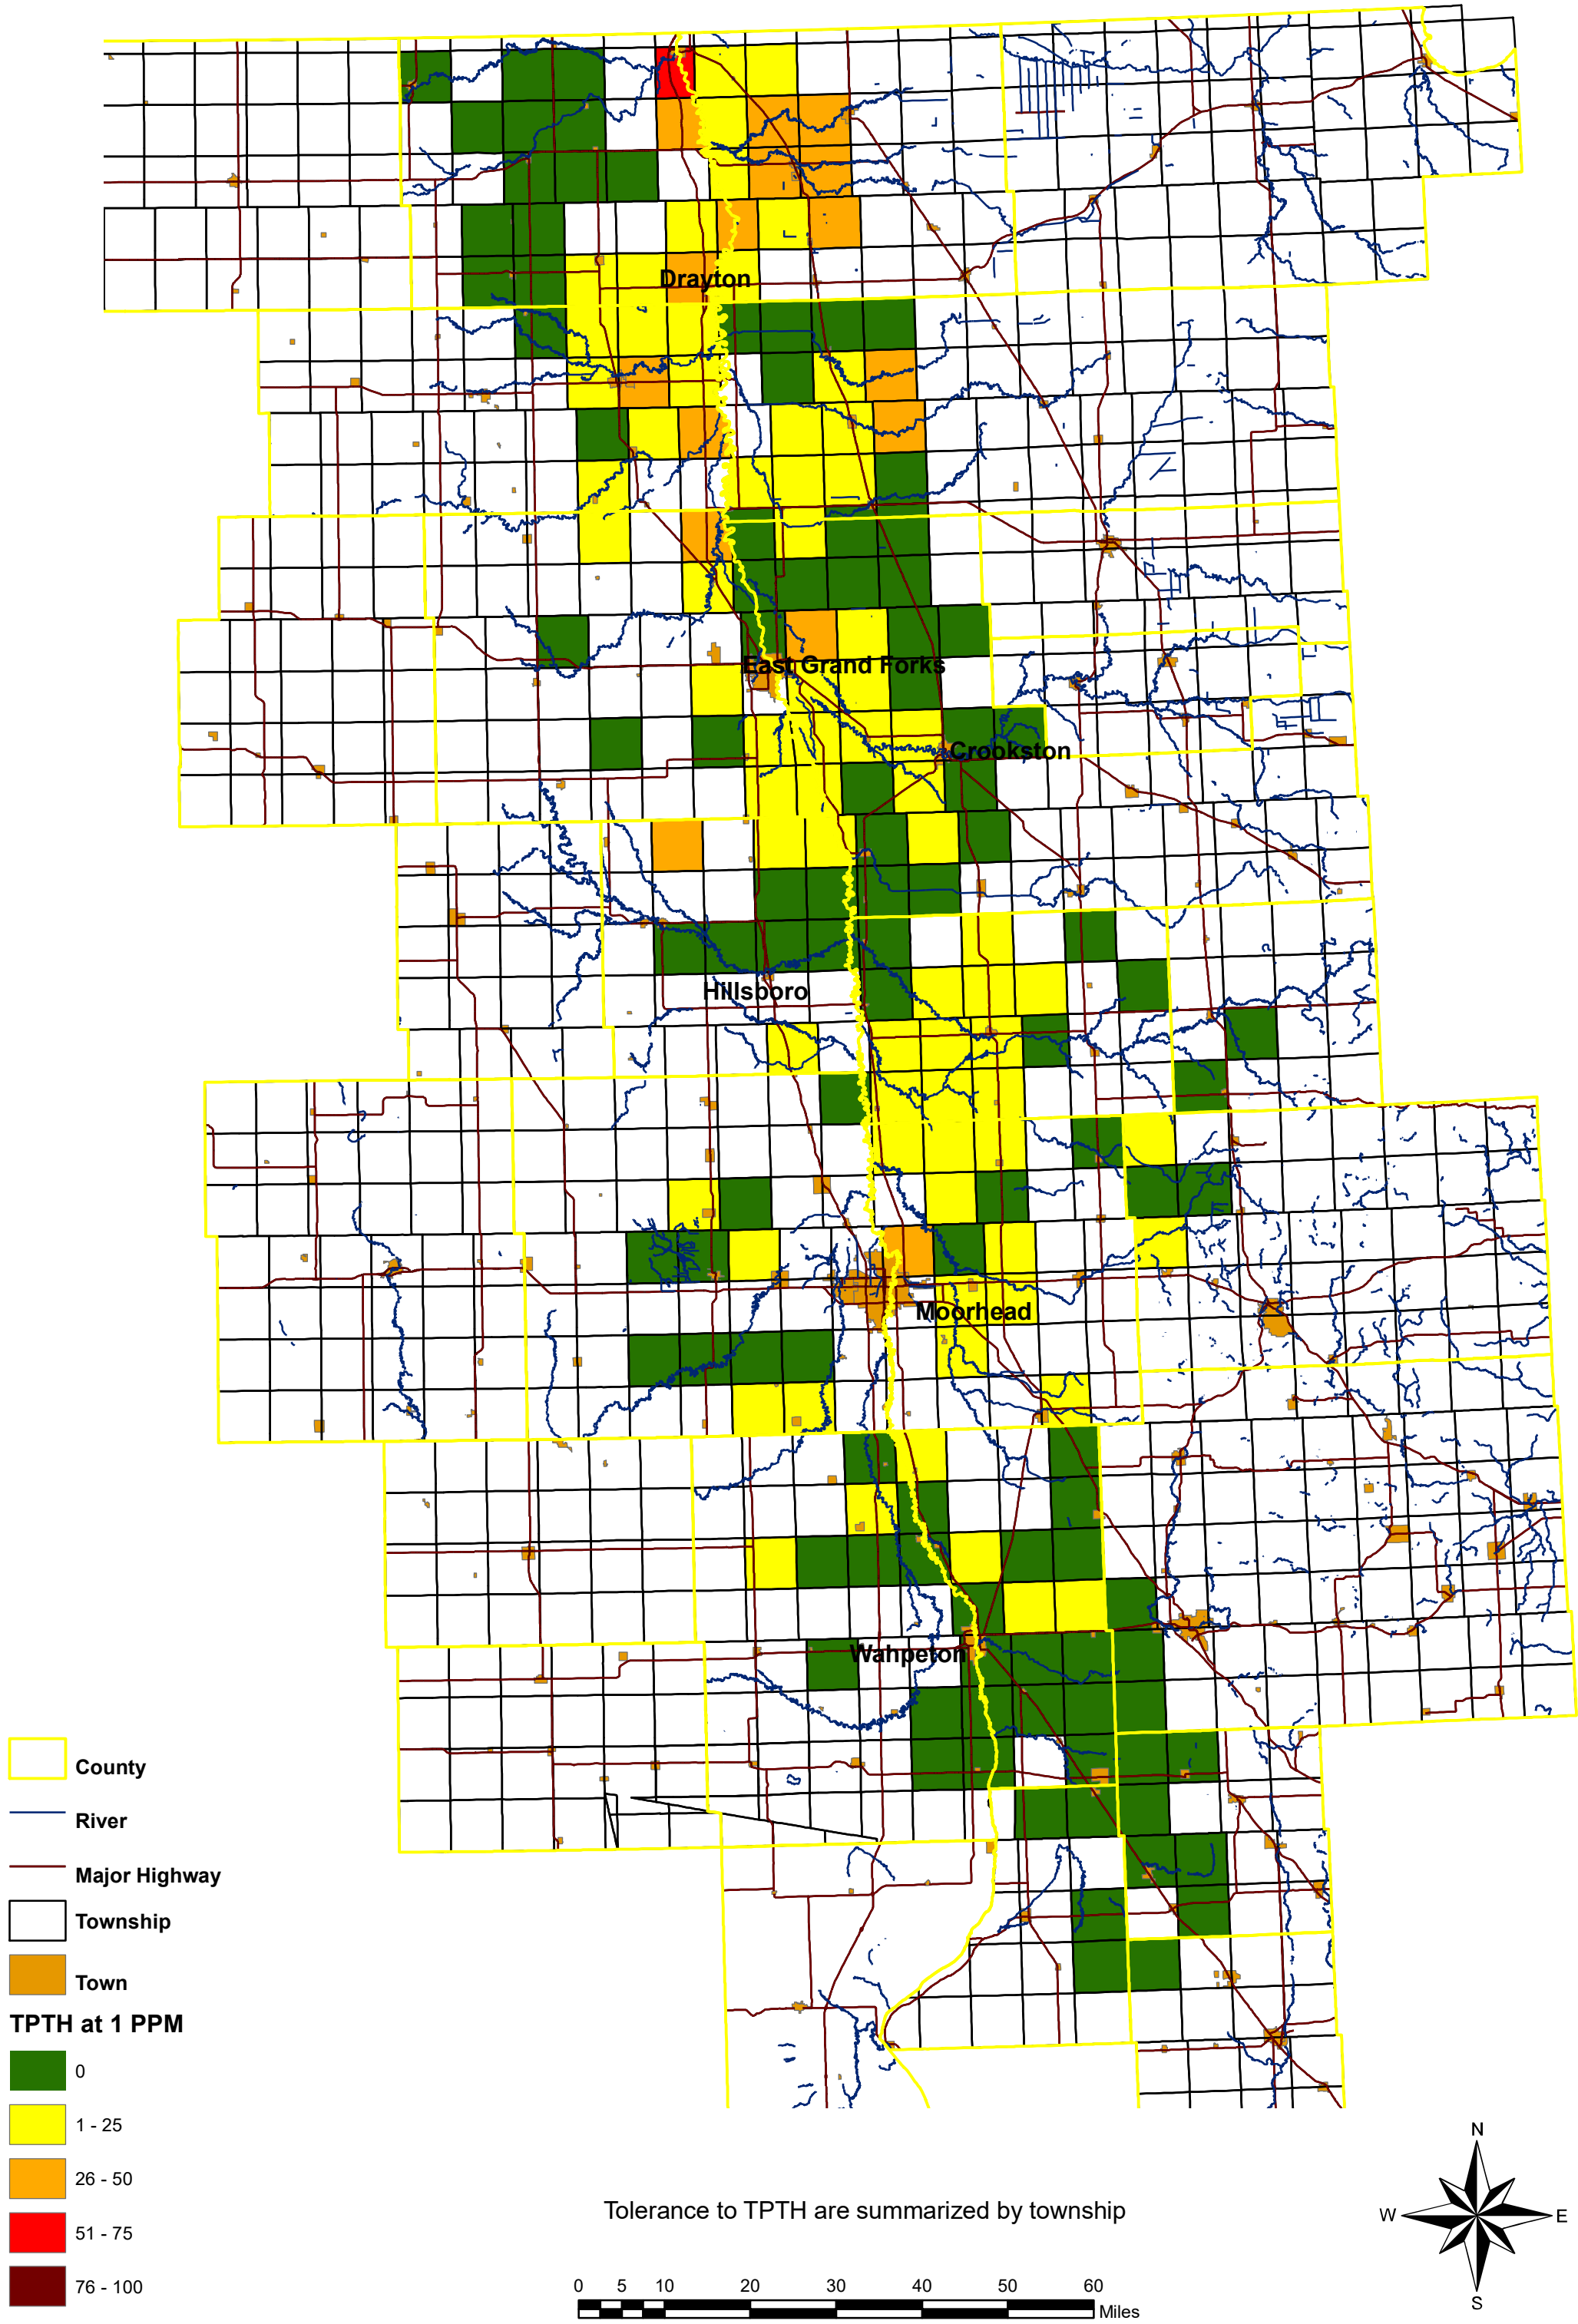 Drayton
East Grand Forks
Crookston
Hillsboro
Moorhead
Wahpeton
County
River
Major Highway
Township
Town
TPTH at 1 PPM
0
1 - 25
26 - 50
51 - 75
76 - 100
Tolerance to TPTH are summarized by township
0 5 10 20 30 40 50 60
Miles
N
W E
S